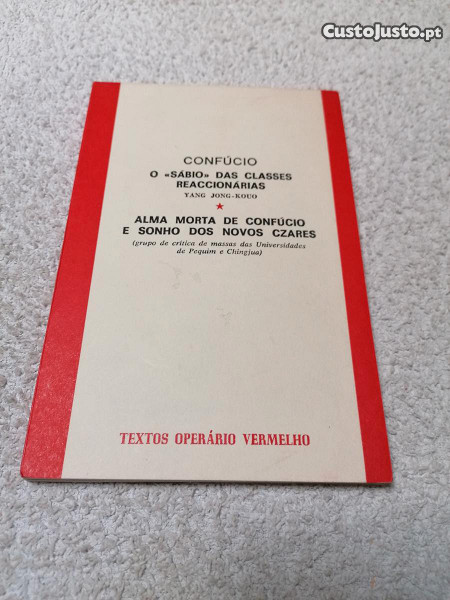 CustoJusto.pt
CONFÚCIO
O «SÁBIO» DAS CLASSES
REACCIONÁRIAS
YANG JONG-KOUO
ALMA MORTA DE CONFÚCIO
E SONHO DOS NOVOS CZARES
(grupo de crítica de massas das Universidades
de Pequim e Chingjua)
TEXTOS OPERÁRIO VERMELHO